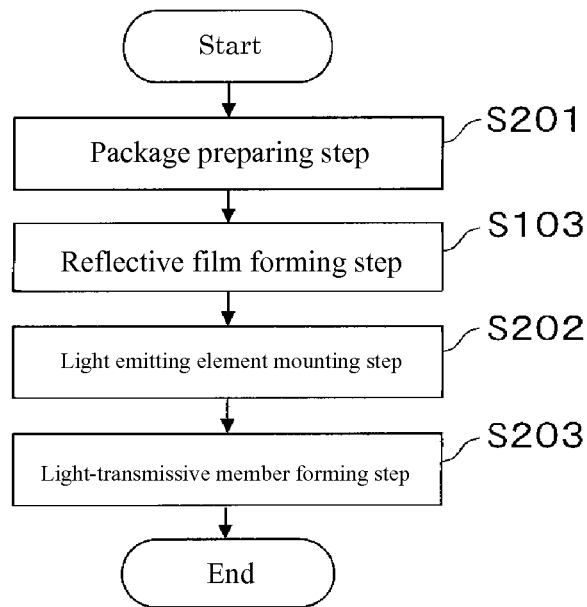 Start
S201
Package preparing step
S103
Reflective film forming step
S202
Light emitting element mounting step
S203
Light-transmissive member forming step
End